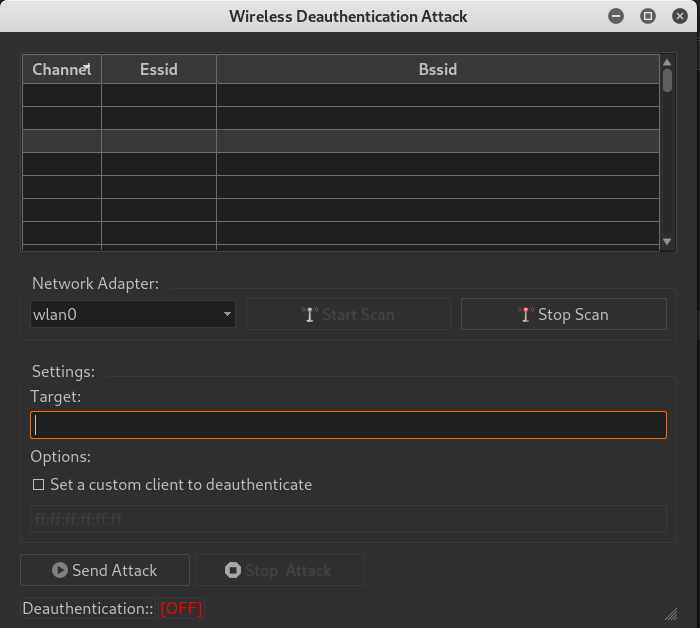 Wireless Deauthentication Attack
Channel Essid Bssid
Network Adapter:
wlan0 Start Scan Stop Scan
Settings:
Target:
Options:
Set a custom client to deauthenticate
ff:ff:ff:ff:ff:ff
Send Attack Stop Attack
Deauthentication:: [OFF]